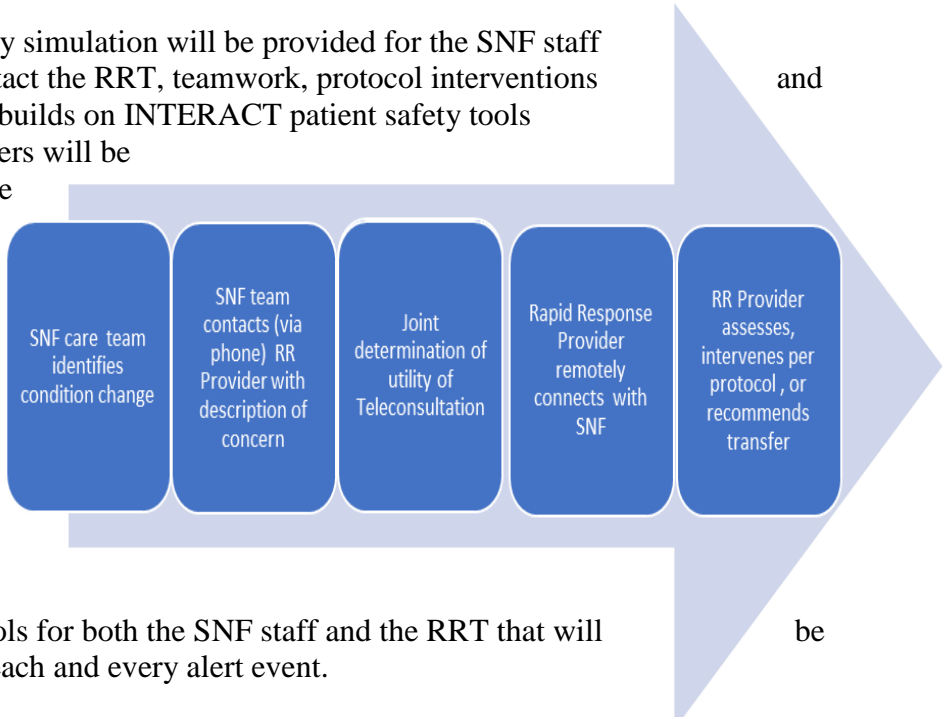 y simulation will be provided for the SNF staff
tact the RRT, teamwork, protocol interventions and
builds on INTERACT patient safety tools
ers will be
e
SNF care team
identifies
condition change
SNF team
contacts (via
phone) RR
Provider with
description of
concern
Joint
determination of
utility of
Teleconsultation
Rapid Response
Provider
remotely
connects with
SNF
RR Provider
assesses,
intervenes per
protocol , or
recommends
transfer
ols for both the SNF staff and the RRT that will be
each and every alert event.